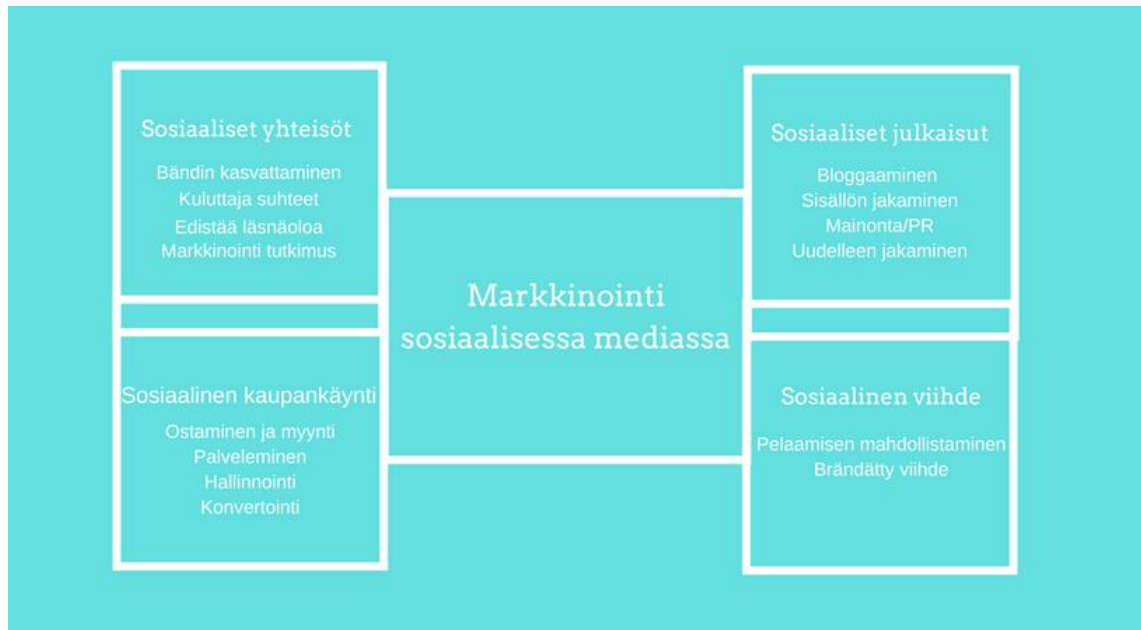 Sosiaaliset yhteisöt
Bändin kasvattaminen
Kuluttaja suhteet
Edistää läsnäoloa
Markkinointi tutkimus
Sosiaalinen kaupankäynti
Ostaminen ja myynti
Palveleminen
Hallinnointi
Konvertointi
Markkinointi
sosiaalisessa mediassa
Sosiaaliset julkaisut
Bloggaaminen
Sisällön jakaminen
Mainonta/PR
Uudelleen jakaminen
Sosiaalinen viihde
Pelaamisen mahdollistaminen
Brändätty viihde